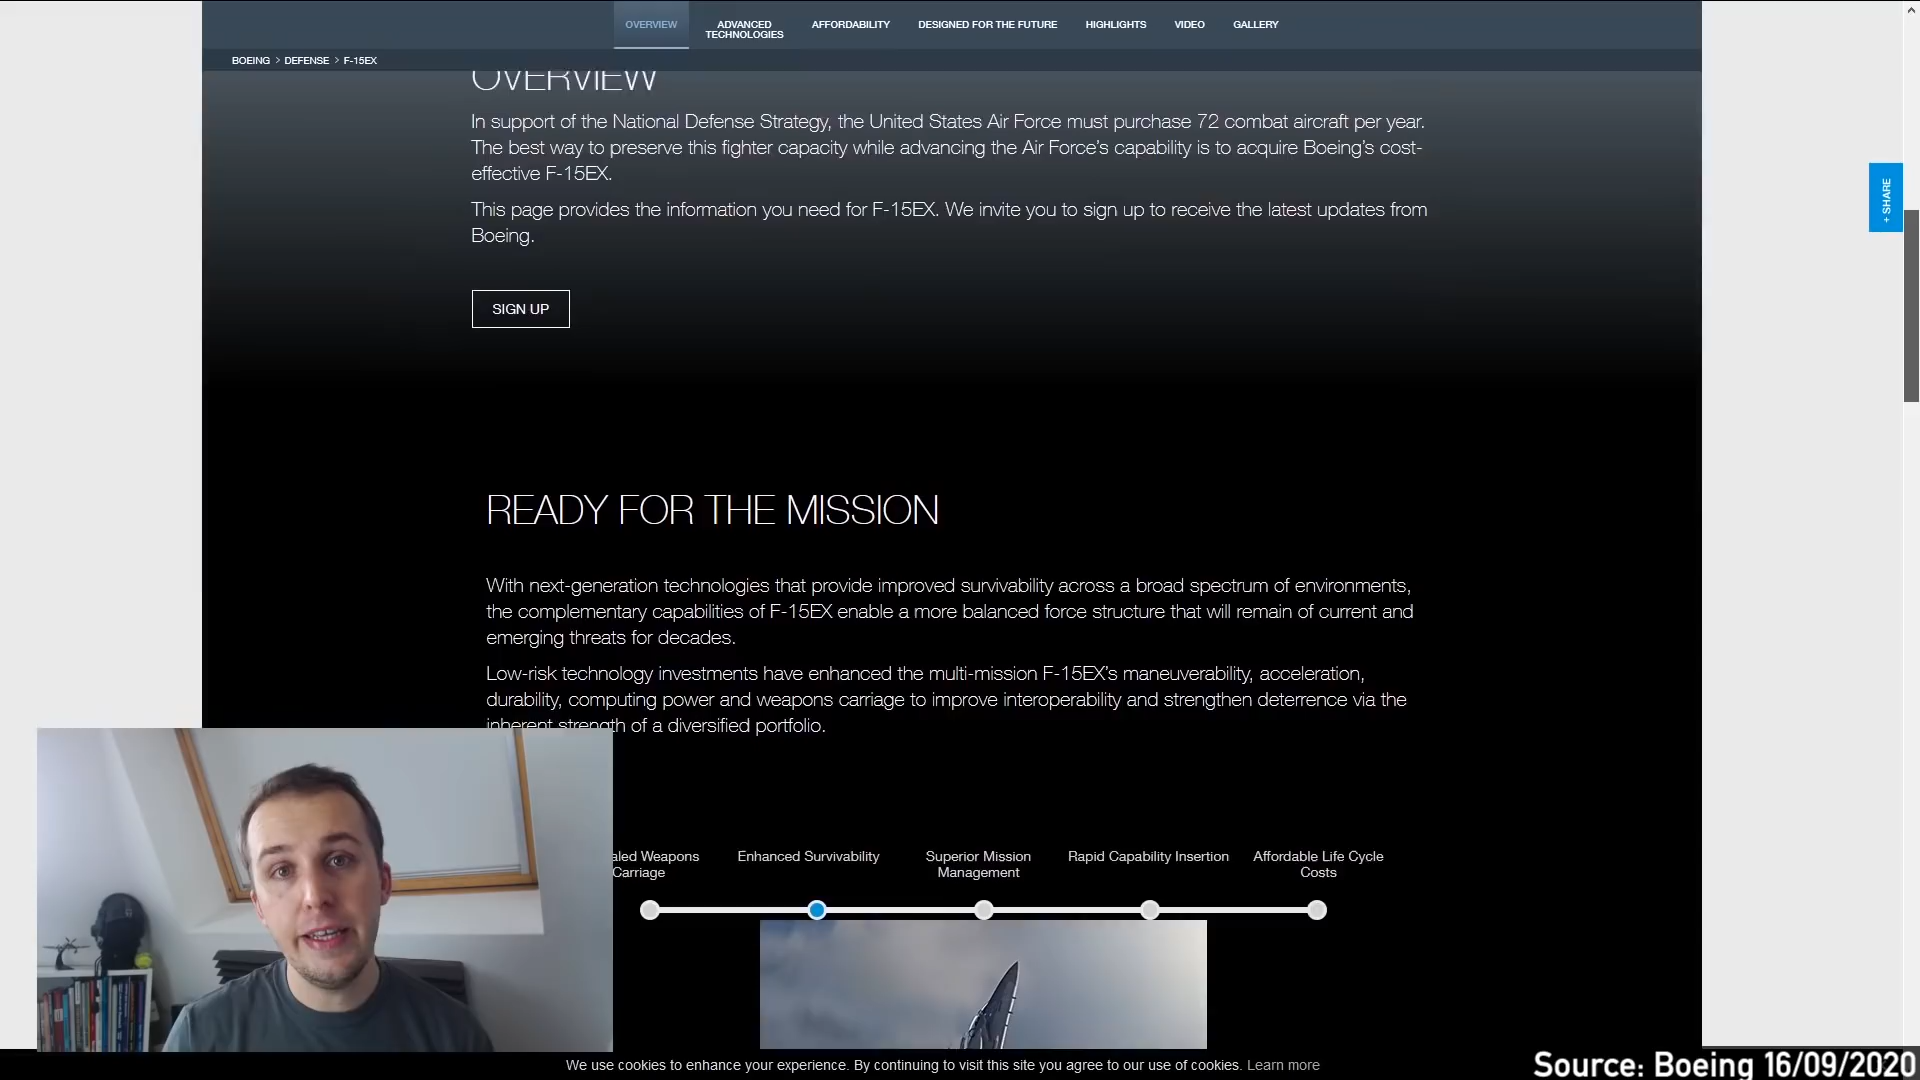 OVERVIEW
ADVANCED
TECHNOLOGIES
AFFORDABILITY
DESIGNED FOR THE FUTURE
HIGHLIGHTS
VIDEO
GALLERY
BOEING > DEFENSE > F-15EX
OVERVIEW
In support of the National Defense Strategy, the United States Air Force must purchase 72 combat aircraft per year.
The best way to preserve this fighter capacity while advancing the Air Force's capability is to acquire Boeing's cost-
effective F-15EX.
This page provides the information you need for F-15EX. We invite you to sign up to receive the latest updates from
Boeing.
+ SHARE
SIGN UP
READY FOR THE MISSION
With next-generation technologies that provide improved survivability across a broad spectrum of environments,
the complementary capabilities of F-15EX enable a more balanced force structure that will remain of current and
emerging threats for decades.
Low-risk technology investments have enhanced the multi-mission F-15EX's maneuverability, acceleration,
durability, computing power and weapons carriage to improve interoperability and strengthen deterrence via the
inherent strength of a diversified portfolio.
Weapons
Carriage
Enhanced Survivability
Superior Mission
Management
Rapid Capability Insertion
Affordable Life Cycle
Costs
We use cookies to enhance your experience. By continuing to visit this site you agree to our use of cookies. Learn more
Source: Boeing 16/09/2020